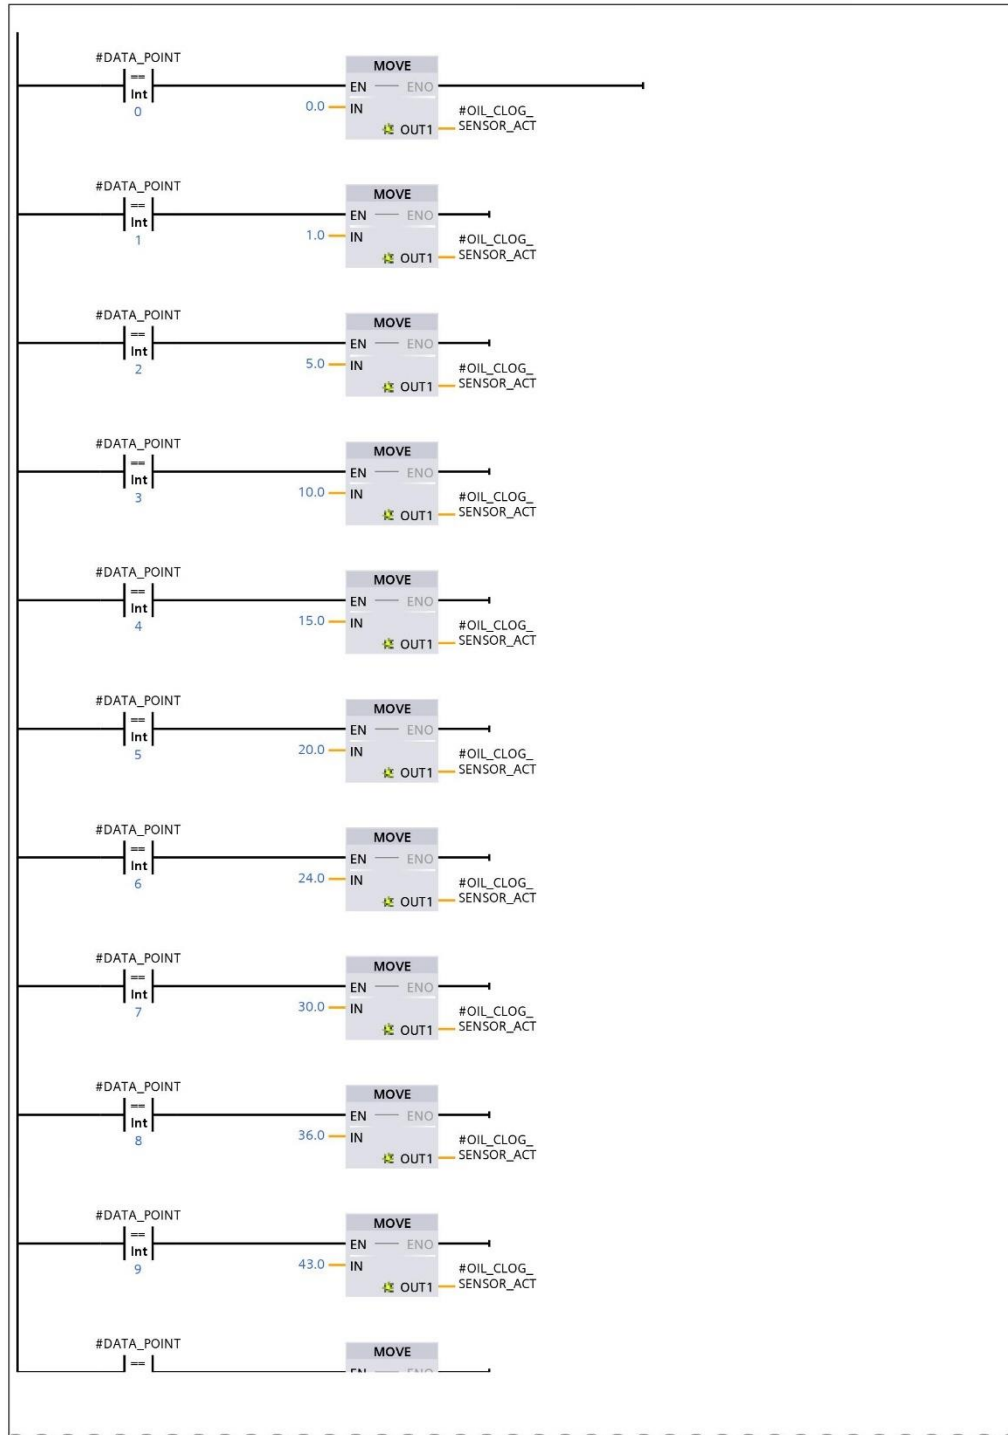 #DATA_POINT
MOVE
==
EN ENO
Int
0.0 IN
0
#OIL_CLOG_
OUT1 SENSOR_ACT
#DATA_POINT
MOVE
==
EN ENO
Int
1.0 IN
1
#OIL_CLOG_
OUT1 SENSOR_ACT
#DATA_POINT
MOVE
==
EN ENO
Int
5.0 IN
2
#OIL_CLOG_
OUT1 SENSOR_ACT
#DATA_POINT
MOVE
==
EN ENO
Int
10.0 IN
3
#OIL_CLOG_
OUT1 SENSOR_ACT
#DATA_POINT
MOVE
==
EN ENO
Int
15.0 IN
4
#OIL_CLOG_
OUT1 SENSOR_ACT
#DATA_POINT
MOVE
==
EN ENO
Int
20.0 IN
5
#OIL_CLOG_
OUT1 SENSOR_ACT
#DATA_POINT
MOVE
==
EN ENO
Int
24.0 IN
6
#OIL_CLOG_
OUT1 SENSOR_ACT
#DATA_POINT
MOVE
==
EN ENO
Int
30.0 IN
7
#OIL_CLOG_
OUT1 SENSOR_ACT
#DATA_POINT
MOVE
==
EN ENO
Int
36.0 IN
8
#OIL_CLOG_
OUT1 SENSOR_ACT
#DATA_POINT
MOVE
==
EN ENO
Int
43.0 IN
9
#OIL_CLOG_
OUT1 SENSOR_ACT
#DATA_POINT
MOVE
==
EN ENO